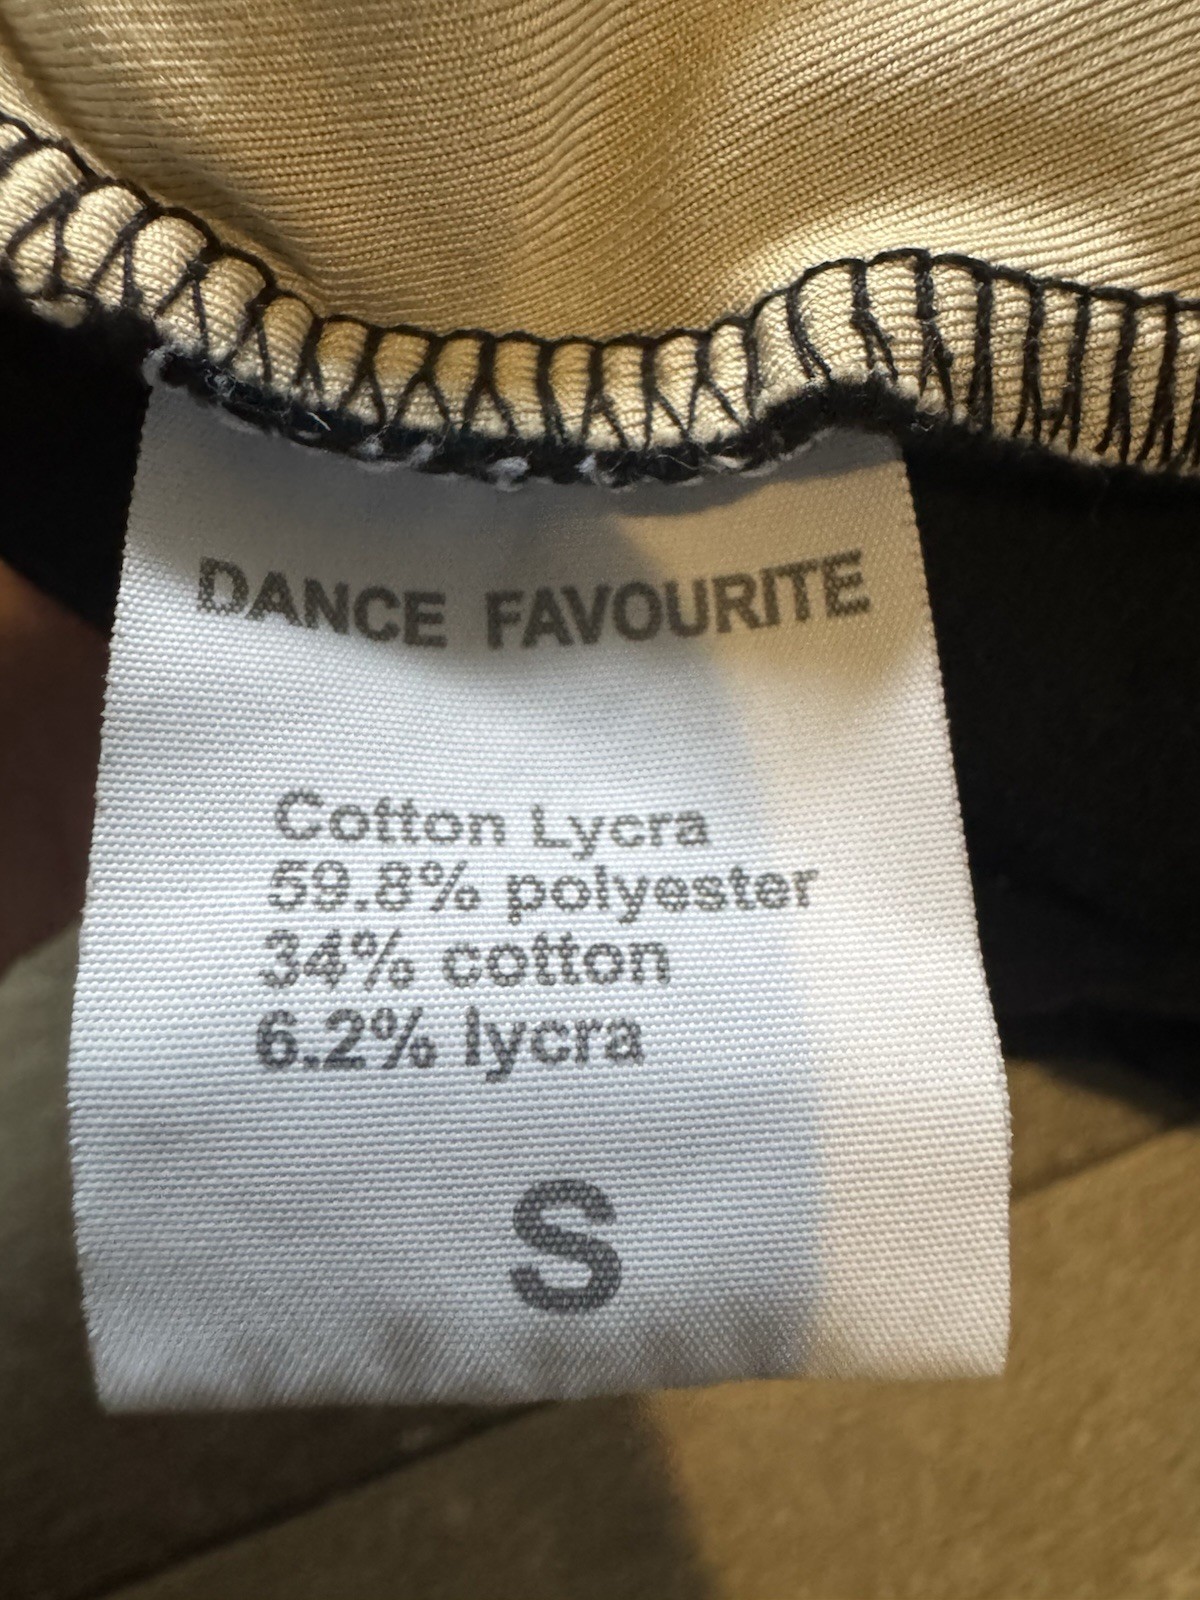 DANCE FAVOURITE
Cotton Lycra
59.8% polyester
34% cotton
6.2% lycra
S